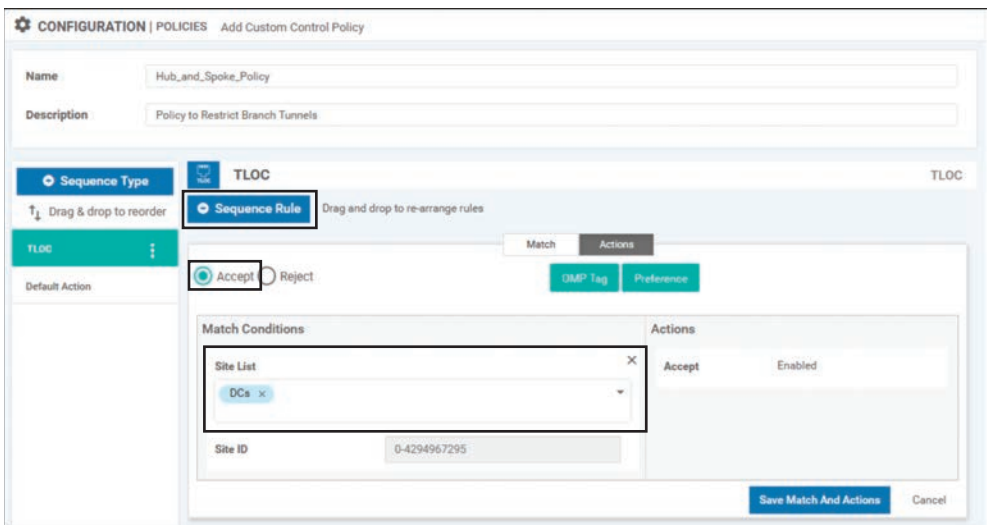 CONFIGURATION | POLICIES Add Custom Control Policy
Name Hub_and_Spoke_Policy
Description Policy to Restrict Branch Tunnels
Sequence Type
TLOC TLOC TLOC
Drag & drop to reorder
Sequence Rule Drag and drop to re-arrange rules
TLOC
Match Actions
Accept Reject OMP Tag Preference
Default Action
Match Conditions Actions
Site List ×
Accept Enabled
DCs ×
Site ID 0-4294967295
Save Match And Actions Cancel